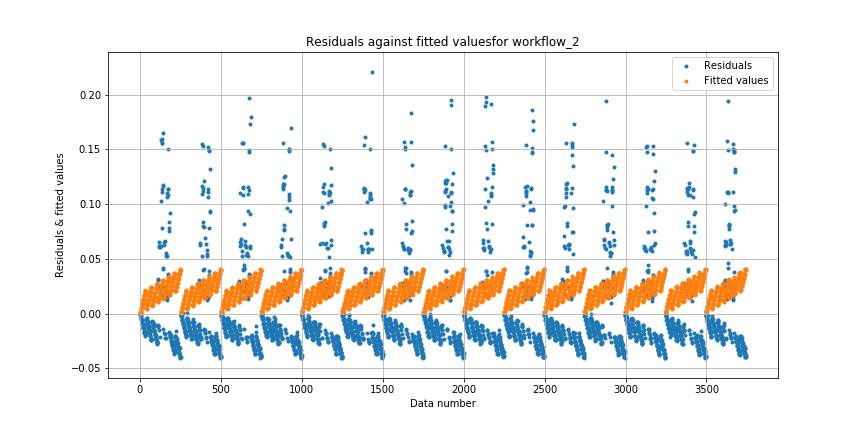 Residuals against fitted valuesfor workflow_2
Residuals
Fitted values
0.20
0.15
0.10
0.05
0.00
−0.05
Residuals & fitted values
0 500 1000 1500 2000 2500 3000 3500
Data number